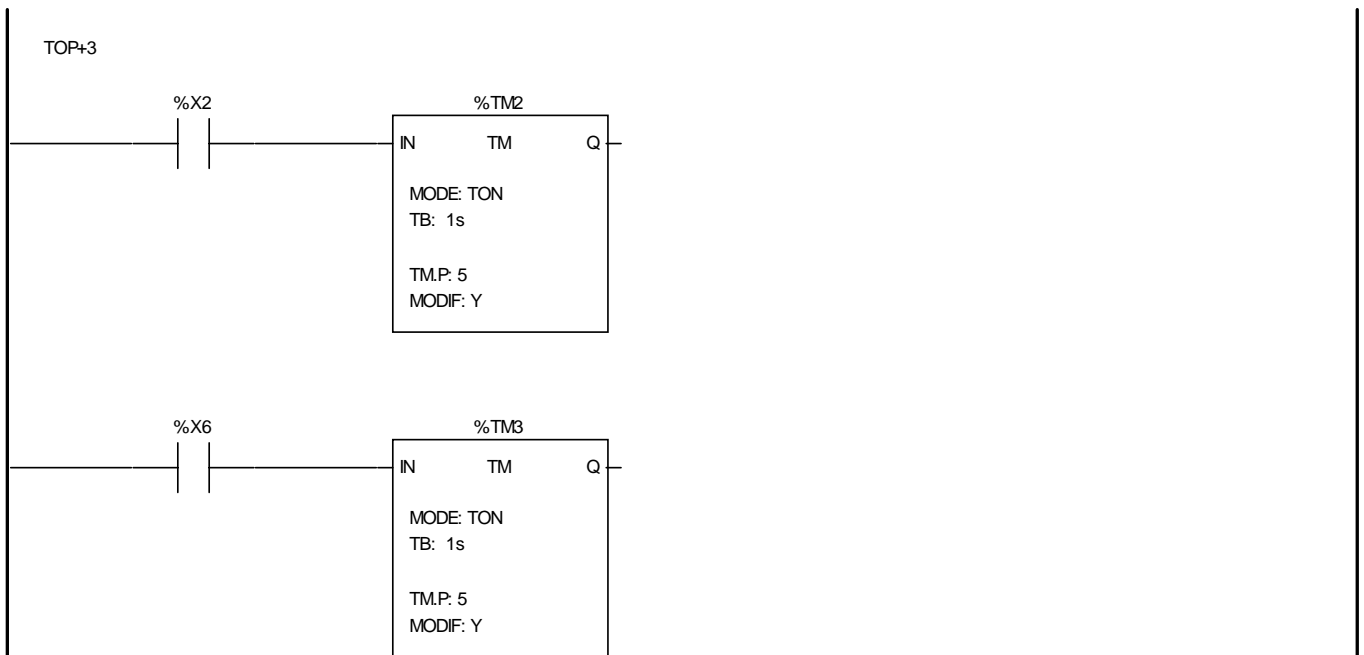 TOP+3
%X2 %TM2
IN TM Q
MODE: TON
TB: 1s
TM.P: 5
MODIF: Y
%X6 %TM3
IN TM Q
MODE: TON
TB: 1s
TM.P: 5
MODIF: Y